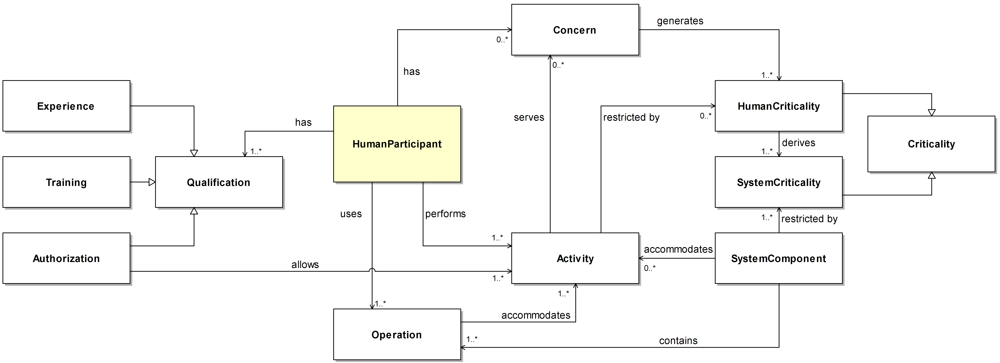 generates
Concern
0..*
has
0..*
1..*
Experience
HumanCriticality
serves
restricted by
0..*
has
HumanParticipant
derives
Criticality
1..*
1..*
Training
Qualification
SystemCriticality
uses
performs
1..*
restricted by
1..*
Authorization
Activity
accommodates
SystemComponent
allows
0..*
1..*
1..*
1..*
accommodates
Operation
1..*
contains